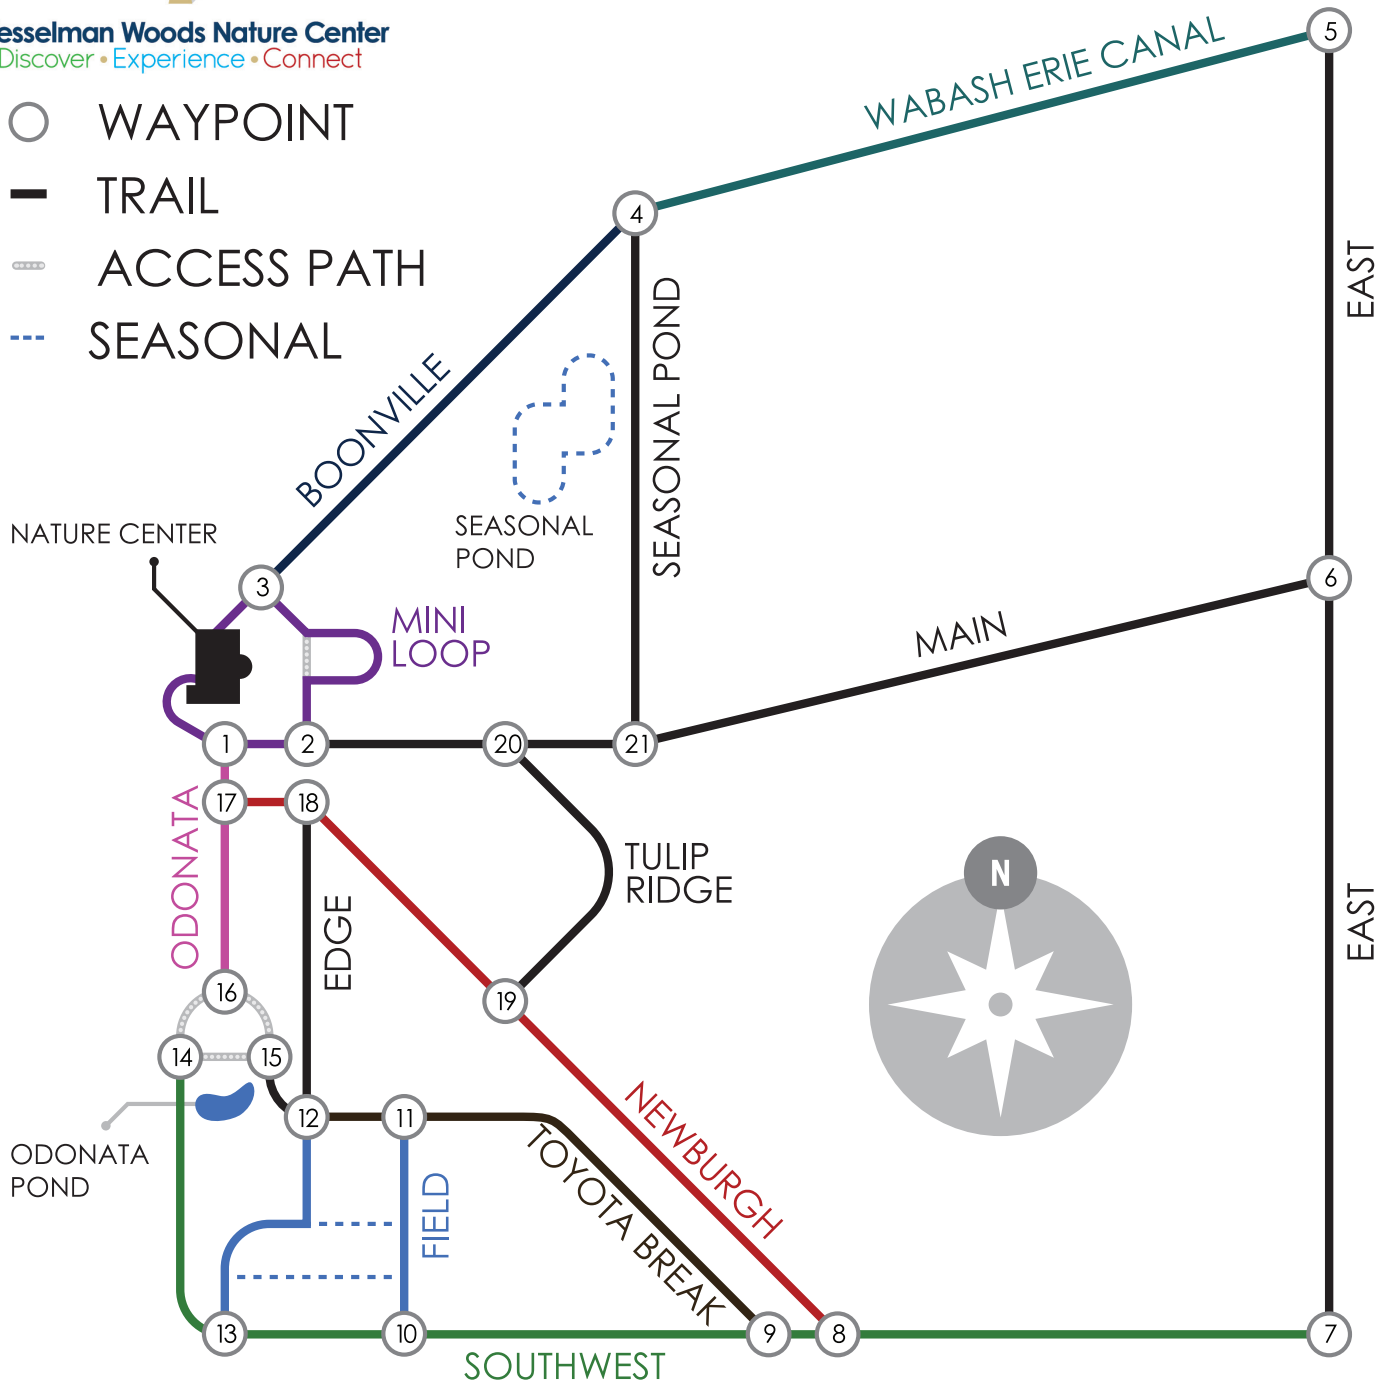 esselman Woods Nature Center
Discover • Experience • Connect
WAYPOINT
TRAIL
ACCESS PATH
SEASONAL
WABASH ERIE CANAL
5
4
EAST
BOONVILLE
SEASONAL POND
SEASONAL
POND
NATURE CENTER
3
6
MINI
LOOP
MAIN
1
2
20
21
17
18
ODONATA
TULIP
RIDGE
N
EDGE
EAST
16
19
14
15
12
11
NEWBURGH
ODONATA
POND
TOYOTA BREAK
FIELD
13
10
9
8
7
SOUTHWEST